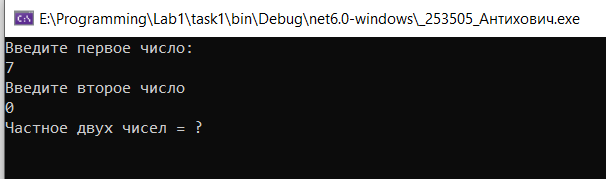 E:\Programming\Lab1\task1\bin\Debug\net6.0-windows\_253505_Антихович.exe
Введите первое число:
7
Введите второе число
0
Частное двух чисел = ?